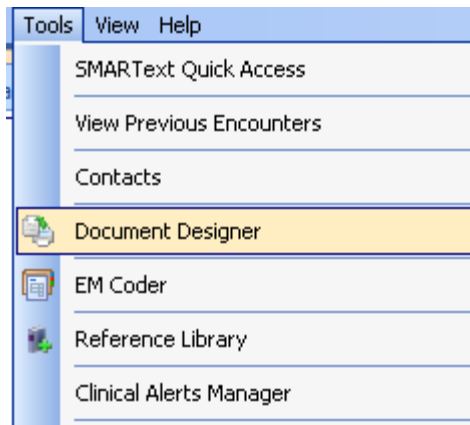 Tools View Help
SMARText Quick Access
View Previous Encounters
Contacts
Document Designer
EM Coder
Reference Library
Clinical Alerts Manager